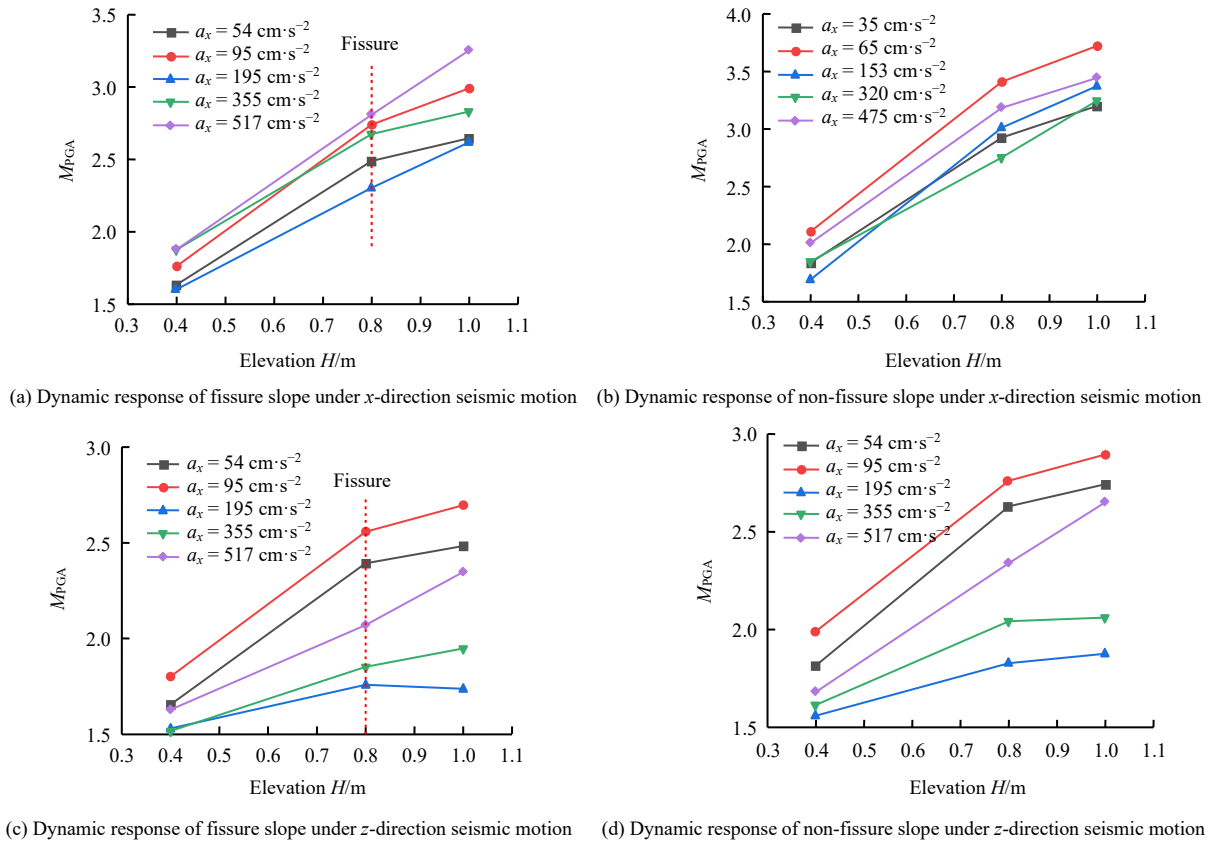 3.5
3.0
2.5
2.0
1.5
M_PGA
a_x = 54 cm·s⁻²
a_x = 95 cm·s⁻²
a_x = 195 cm·s⁻²
a_x = 355 cm·s⁻²
a_x = 517 cm·s⁻²
Fissure
0.3 0.4 0.5 0.6 0.7 0.8 0.9 1.0 1.1
Elevation H/m
(a) Dynamic response of fissure slope under x-direction seismic motion
4.0
3.5
3.0
2.5
2.0
1.5
M_PGA
a_x = 35 cm·s⁻²
a_x = 65 cm·s⁻²
a_x = 153 cm·s⁻²
a_x = 320 cm·s⁻²
a_x = 475 cm·s⁻²
0.3 0.4 0.5 0.6 0.7 0.8 0.9 1.0 1.1
Elevation H/m
(b) Dynamic response of non-fissure slope under x-direction seismic motion
3.0
2.5
2.0
1.5
M_PGA
a_x = 54 cm·s⁻²
a_x = 95 cm·s⁻²
a_x = 195 cm·s⁻²
a_x = 355 cm·s⁻²
a_x = 517 cm·s⁻²
Fissure
0.3 0.4 0.5 0.6 0.7 0.8 0.9 1.0 1.1
Elevation H/m
(c) Dynamic response of fissure slope under z-direction seismic motion
3.0
2.5
2.0
1.5
M_PGA
a_x = 54 cm·s⁻²
a_x = 95 cm·s⁻²
a_x = 195 cm·s⁻²
a_x = 355 cm·s⁻²
a_x = 517 cm·s⁻²
0.3 0.4 0.5 0.6 0.7 0.8 0.9 1.0 1.1
Elevation H/m
(d) Dynamic response of non-fissure slope under z-direction seismic motion